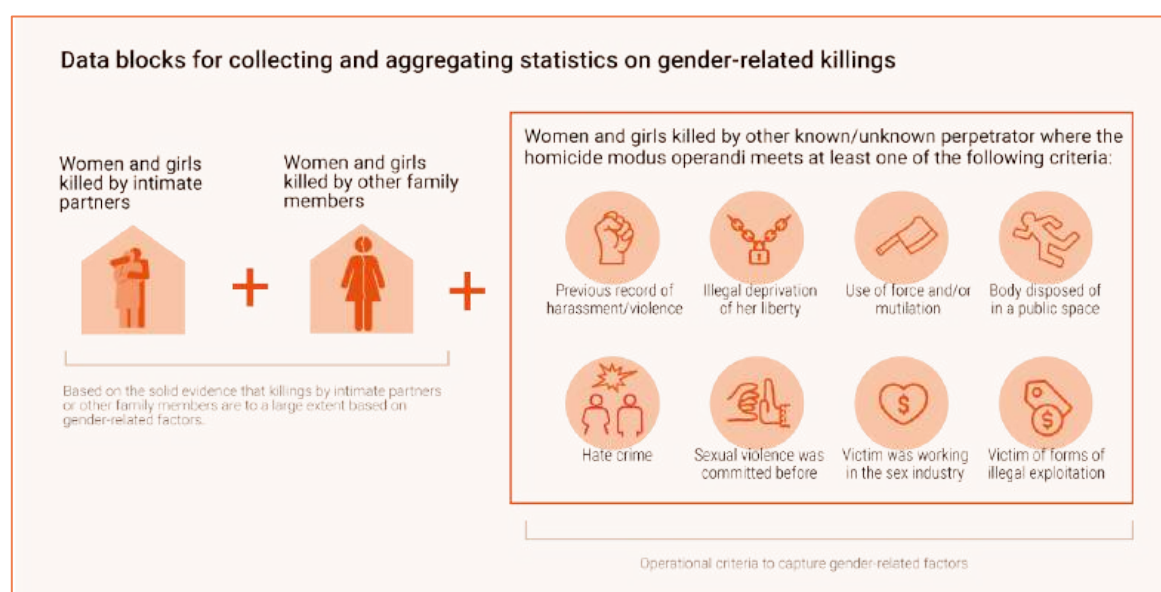 Data blocks for collecting and aggregating statistics on gender-related killings
Women and girls
killed by intimate
partners
+
Women and girls
killed by other family
members
+
Based on the solid evidence that killings by intimate partners
or other family members are to a large extent based on
gender-related factors.
Women and girls killed by other known/unknown perpetrator where the
homicide modus operandi meets at least one of the following criteria:
Previous record of
harassment/violence
Illegal deprivation
of her liberty
Use of force and/or
mutilation
Body disposed of
in a public space
Hate crime
Sexual violence was
committed before
$
Victim was working
in the sex industry
$
Victim of forms of
illegal exploitation
Operational criteria to capture gender-related factors